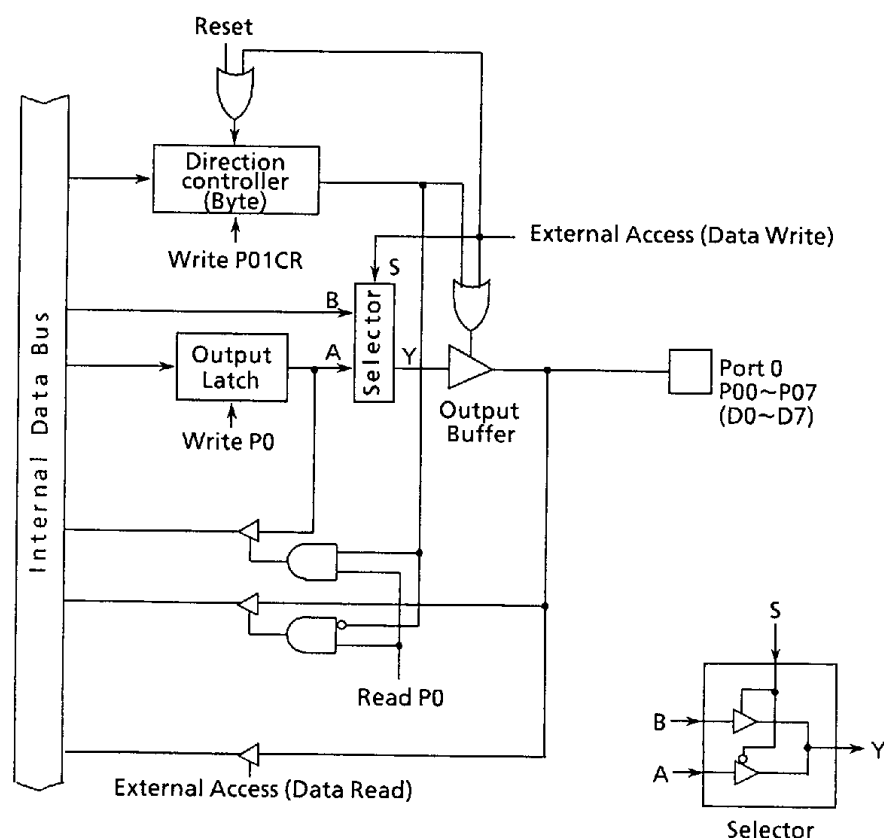 Reset
Direction
controller
(Byte)
External Access (Data Write)
Write P01CR
S
B
Selector
Output
Latch
A
Y
Port 0
P00~P07
(D0~D7)
Output
Buffer
Write P0
Internal Data Bus
Read P0
S
B
A
Y
External Access (Data Read)
Selector